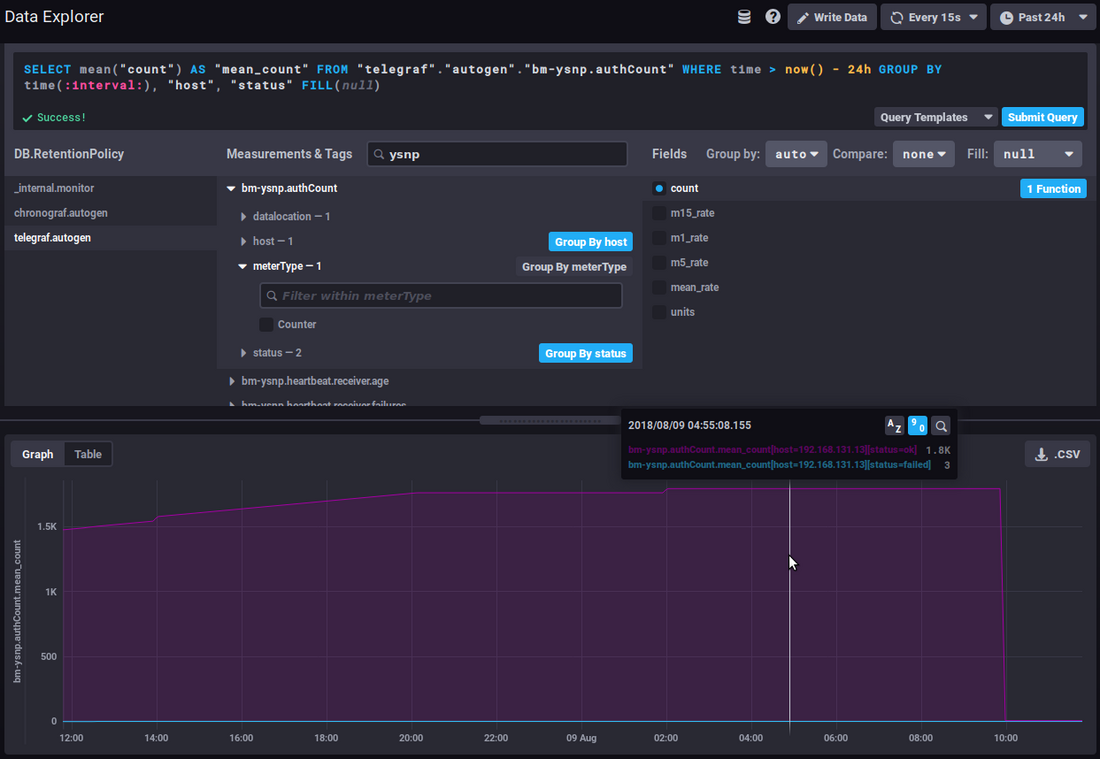 Data Explorer
Write Data
Every 15s
Past 24h
SELECT mean("count") AS "mean_count" FROM "telegraf"."autogen"."bm-ysnp.authCount" WHERE time > now() - 24h GROUP BY
time(:interval:), "host", "status" FILL(null)
Success!
Query Templates
Submit Query
DB.RetentionPolicy
Measurements & Tags
ysnp
Fields
Group by:
auto
Compare:
none
Fill:
null
_internal.monitor
chronograf.autogen
telegraf.autogen
bm-ysnp.authCount
datalocation — 1
host — 1
Group By host
meterType — 1
Group By meterType
Filter within meterType
Counter
status — 2
Group By status
bm-ysnp.heartbeat.receiver.age
bm-ysnp.heartbeat.receiver.failures
count
1 Function
m15_rate
m1_rate
m5_rate
mean_rate
units
2018/08/09 04:55:08.155
A Z
9 0
bm-ysnp.authCount.mean_count[host=192.168.131.13][status=ok] 1.8K
bm-ysnp.authCount.mean_count[host=192.168.131.13][status=failed] 3
Graph
Table
.CSV
bm-ysnp.authCount.mean_count
1.5K
1K
500
0
12:00
14:00
16:00
18:00
20:00
22:00
09 Aug
02:00
04:00
06:00
08:00
10:00